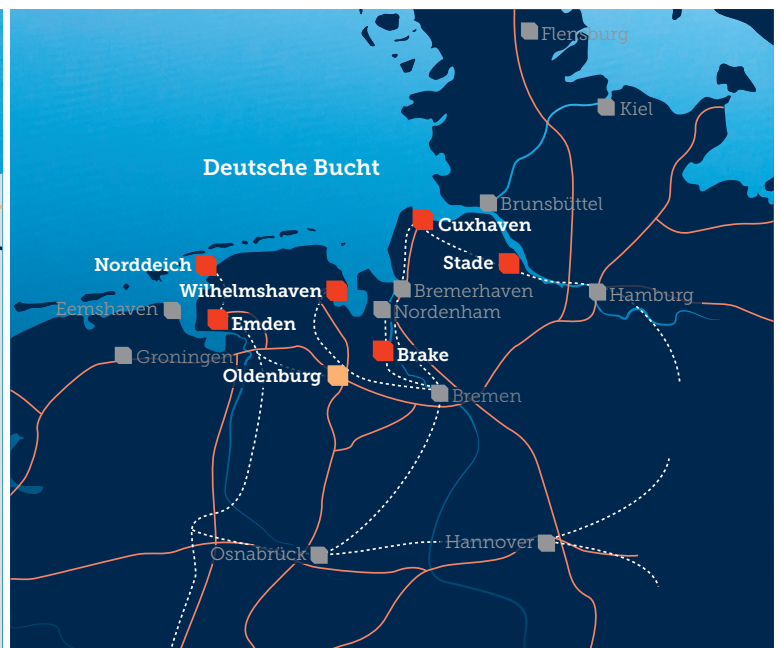 Flensburg
Kiel
Deutsche Bucht
Brunsbüttel
Cuxhaven
Norddeich
Stade
Wilhelmshaven
Bremerhaven
Hamburg
Eemshaven
Nordenham
Emden
Groningen
Brake
Oldenburg
Bremen
Hannover
Osnabrück